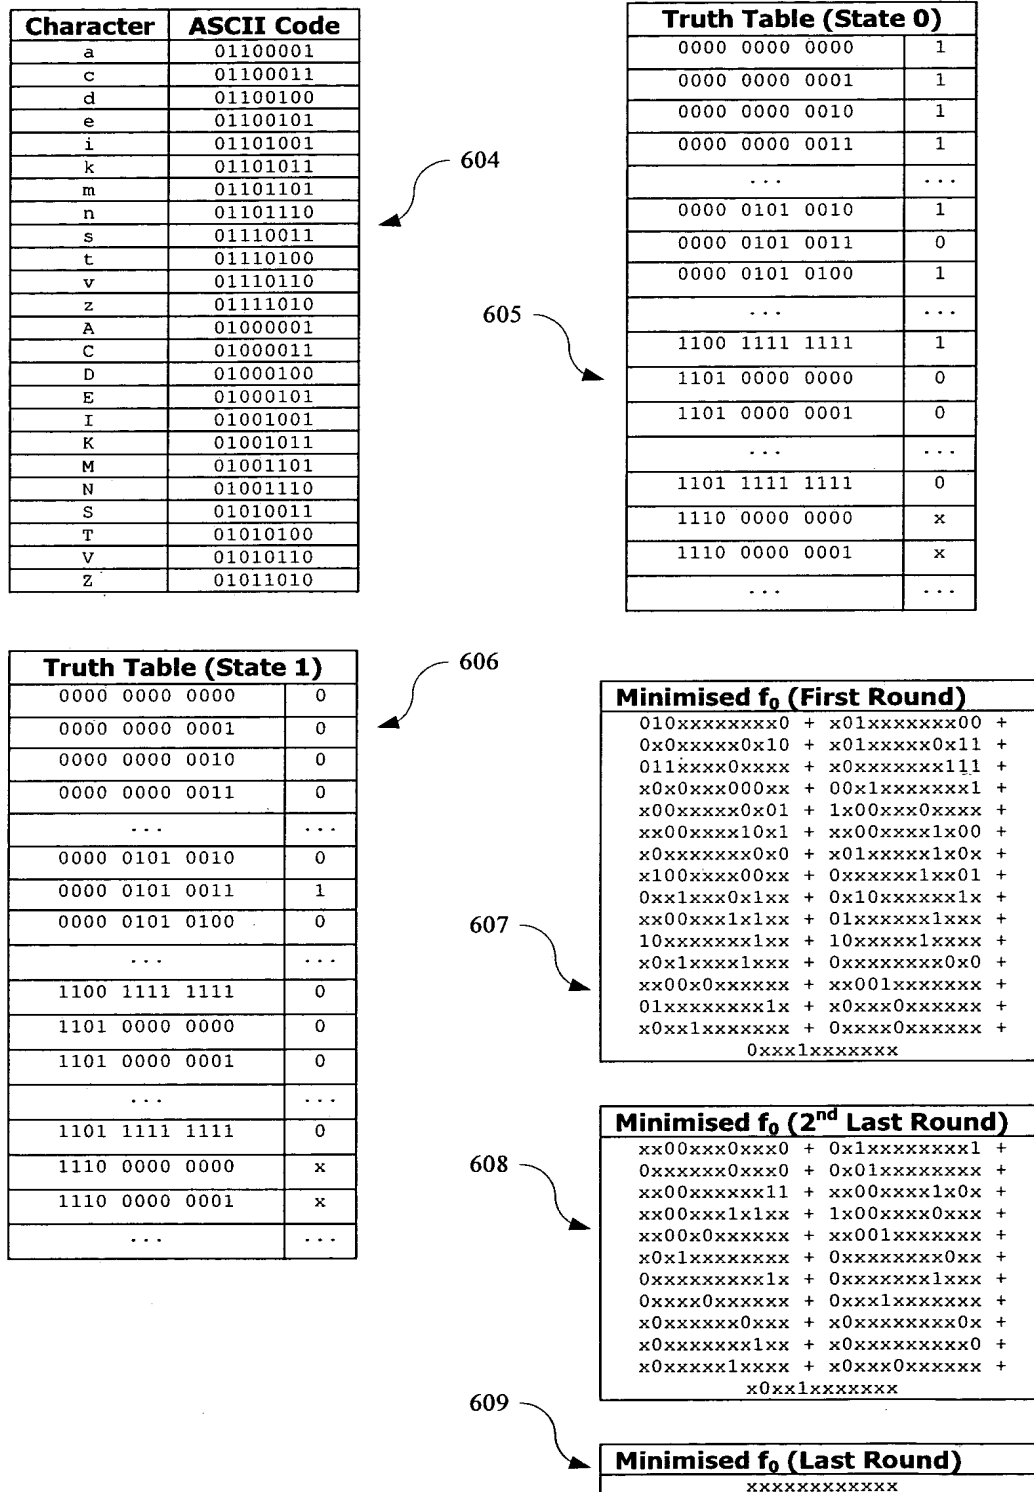 Character ASCII Code
a 01100001
c 01100011
d 01100100
e 01100101
i 01101001
k 01101011
m 01101101
n 01101110
s 01110011
t 01110100
v 01110110
z 01111010
A 01000001
C 01000011
D 01000100
E 01000101
I 01001001
K 01001011
M 01001101
N 01001110
S 01010011
T 01010100
V 01010110
Z 01011010
604
Truth Table (State 0)
0000 0000 0000 1
0000 0000 0001 1
0000 0000 0010 1
0000 0000 0011 1
... ...
0000 0101 0010 1
0000 0101 0011 0
0000 0101 0100 1
... ...
1100 1111 1111 1
1101 0000 0000 0
1101 0000 0001 0
... ...
1101 1111 1111 0
1110 0000 0000 x
1110 0000 0001 x
... ...
605
Truth Table (State 1)
0000 0000 0000 0
0000 0000 0001 0
0000 0000 0010 0
0000 0000 0011 0
... ...
0000 0101 0010 0
0000 0101 0011 1
0000 0101 0100 0
... ...
1100 1111 1111 0
1101 0000 0000 0
1101 0000 0001 0
... ...
1101 1111 1111 0
1110 0000 0000 x
1110 0000 0001 x
... ...
606
Minimised f0 (First Round)
010xxxxxxxx0 + x01xxxxxxx00 +
0x0xxxxx0x10 + x01xxxxx0x11 +
011xxxx0xxxx + x0xxxxxxx111 +
x0x0xxx000xx + 00x1xxxxxxx1 +
x00xxxxx0x01 + 1x00xxx0xxxx +
xx00xxxx10x1 + xx00xxxx1x00 +
x0xxxxxxx0x0 + x01xxxxx1x0x +
x100xxxx00xx + 0xxxxxx1xx01 +
0xx1xxx0x1xx + 0x10xxxxxx1x +
xx00xxx1x1xx + 01xxxxxx1xxx +
10xxxxxxx1xx + 10xxxxx1xxxx +
x0x1xxxx1xxx + 0xxxxxxxx0x0 +
xx00x0xxxxxx + xx001xxxxxxx +
01xxxxxxxx1x + x0xxx0xxxxxx +
x0xx1xxxxxxx + 0xxxx0xxxxxx +
0xxx1xxxxxxx
607
Minimised f0 (2nd Last Round)
xx00xxx0xxx0 + 0x1xxxxxxxx1 +
0xxxxxx0xxx0 + 0x01xxxxxxxx +
xx00xxxxxx11 + xx00xxxx1x0x +
xx00xxx1x1xx + 1x00xxxx0xxx +
xx00x0xxxxxx + xx001xxxxxxx +
x0x1xxxxxxxx + 0xxxxxxxx0xx +
0xxxxxxxxx1x + 0xxxxxxx1xxx +
0xxxx0xxxxxx + 0xxx1xxxxxxx +
x0xxxxxx0xxx + x0xxxxxxxx0x +
x0xxxxxxx1xx + x0xxxxxxxxx0 +
x0xxxxx1xxxx + x0xxx0xxxxxx +
x0xx1xxxxxxx
608
Minimised f0 (Last Round)
xxxxxxxxxxxx
609